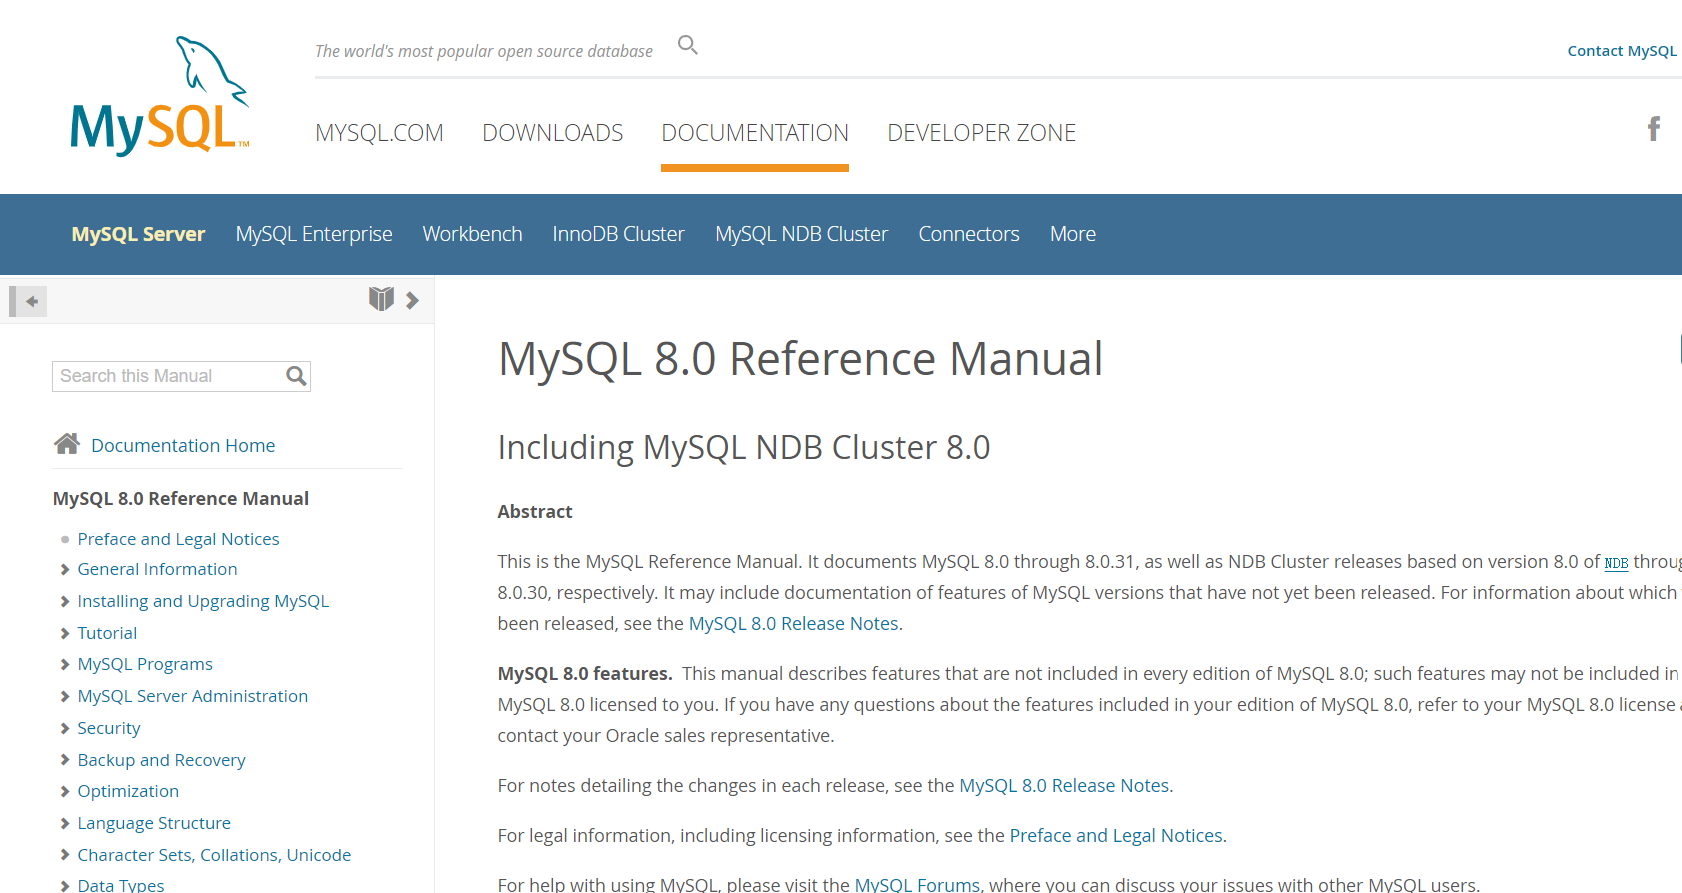 The world's most popular open source database
Contact MySQL
MySQL™
MYSQL.COM DOWNLOADS DOCUMENTATION DEVELOPER ZONE
f
MySQL Server MySQL Enterprise Workbench InnoDB Cluster MySQL NDB Cluster Connectors More
Search this Manual
Documentation Home
MySQL 8.0 Reference Manual
Preface and Legal Notices
General Information
Installing and Upgrading MySQL
Tutorial
MySQL Programs
MySQL Server Administration
Security
Backup and Recovery
Optimization
Language Structure
Character Sets, Collations, Unicode
Data Types
MySQL 8.0 Reference Manual
Including MySQL NDB Cluster 8.0
Abstract
This is the MySQL Reference Manual. It documents MySQL 8.0 through 8.0.31, as well as NDB Cluster releases based on version 8.0 of NDB throug
8.0.30, respectively. It may include documentation of features of MySQL versions that have not yet been released. For information about which
been released, see the MySQL 8.0 Release Notes.
MySQL 8.0 features. This manual describes features that are not included in every edition of MySQL 8.0; such features may not be included in
MySQL 8.0 licensed to you. If you have any questions about the features included in your edition of MySQL 8.0, refer to your MySQL 8.0 license
contact your Oracle sales representative.
For notes detailing the changes in each release, see the MySQL 8.0 Release Notes.
For legal information, including licensing information, see the Preface and Legal Notices.
For help with using MySQL, please visit the MySQL Forums, where you can discuss your issues with other MySQL users.